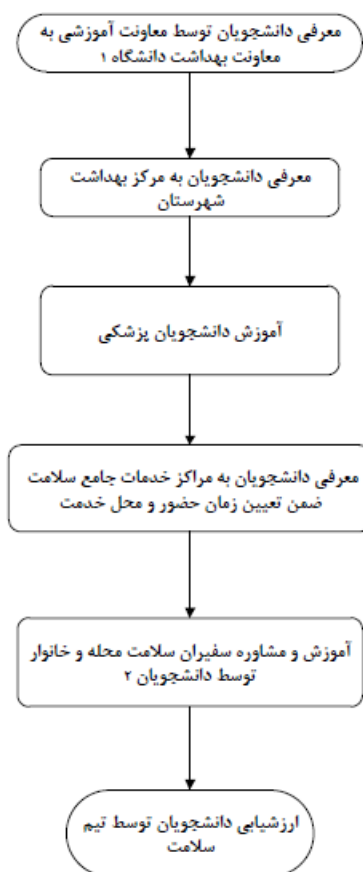 معرفی دانشجویان توسط معاونت آموزشی به
معاونت بهداشت دانشگاه ۱
معرفی دانشجویان به مرکز بهداشت
شهرستان
آموزش دانشجویان پزشکی
معرفی دانشجویان به مراکز خدمات جامع سلامت
ضمن تعیین زمان حضور و محل خدمت
آموزش و مشاوره سفیران سلامت محله و خانوار
توسط دانشجویان ۲
ارزشیابی دانشجویان توسط تیم
سلامت